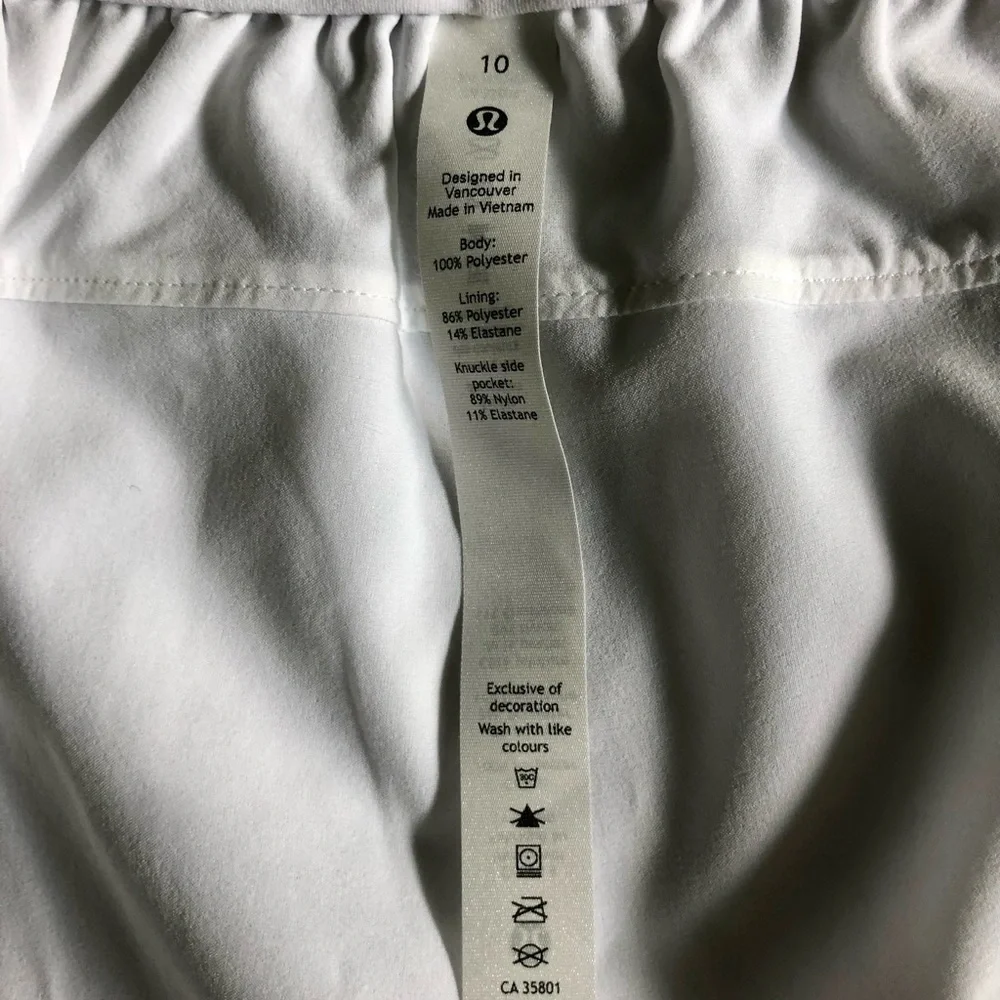 10
Designed in
Vancouver
Made in Vietnam
Body:
100% Polyester
Lining:
86% Polyester
14% Elastane
Knuckle side
pocket:
89% Nylon
11% Elastane
Exclusive of
decoration
Wash with like
colours
30C
CA 35801